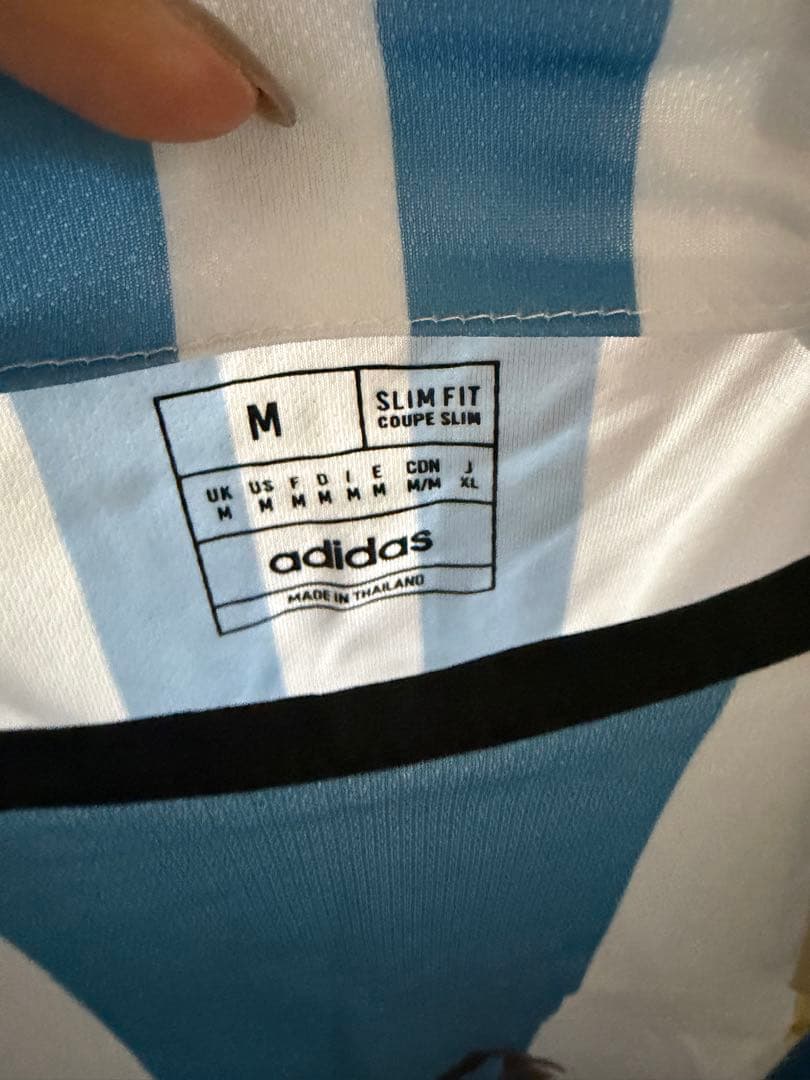 M
SLIM FIT
COUPE SLIM
UK US F D I E CDN J
M M M M M M M/M XL
adidas
MADE IN THAILAND